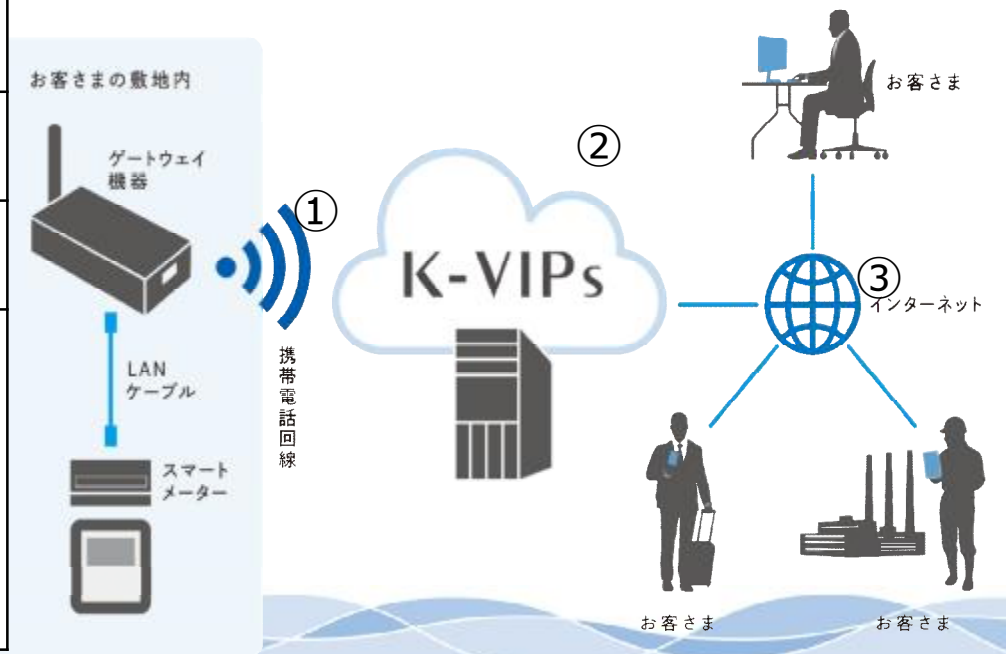 お客さまの敷地内
ゲートウェイ
機器
①
携帯電話回線
LAN
ケーブル
スマート
メーター
②
K-VIPs
お客さま
③
インターネット
お客さま
お客さま